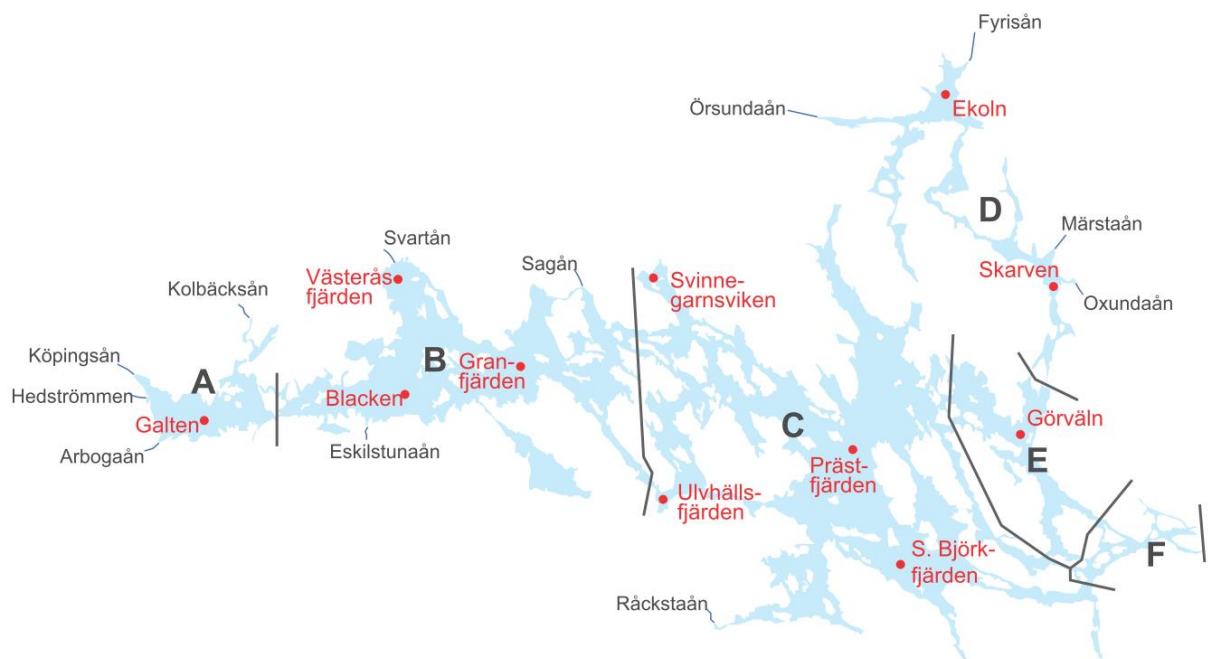 Fyrisån
Örsundaån
Ekoln
D
Märstaån
Skarven
Oxundaån
Svartån
Västerås
fjärden
Sagån
Svinne-
garnsviken
Kolbäcksån
Köpingsån
Hedströmmen
A
Galten
Arbogaån
B
Gran-
fjärden
Blacken
Eskilstunaån
C
Präst-
fjärden
Görväln
E
Ulvhälls-
fjärden
S. Björk-
fjärden
F
Råckstaån